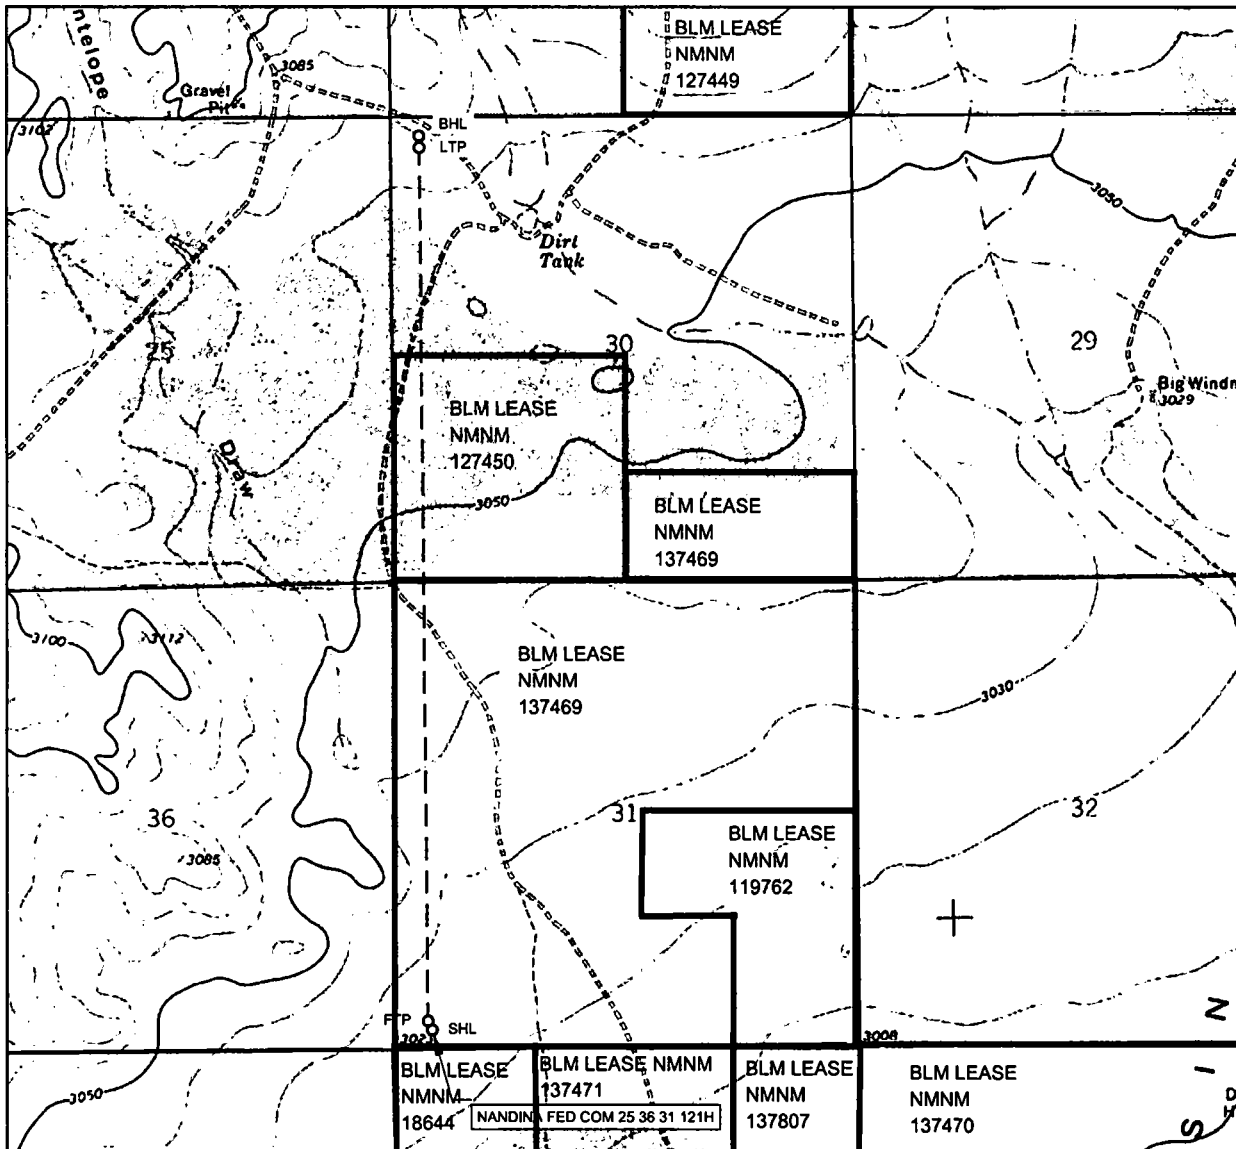 ntelope
Gravel
Pit
3085
3102
BLM LEASE
NMNM
127449
BHL
LTP
3050
Dirt
Tank
30
29
Big Windm
3029
BLM LEASE
NMNM
127450
Draw
3050
BLM LEASE
NMNM
137469
3100
3112
BLM LEASE
NMNM
137469
3030
36
3085
31
32
BLM LEASE
NMNM
119762
FTP
SHL
3008
N
I
S
3050
BLM LEASE
NMNM
18644
BLM LEASE NMNM
137471
NANDINA FED COM 25 36 31 121H
BLM LEASE
NMNM
137807
BLM LEASE
NMNM
137470
D